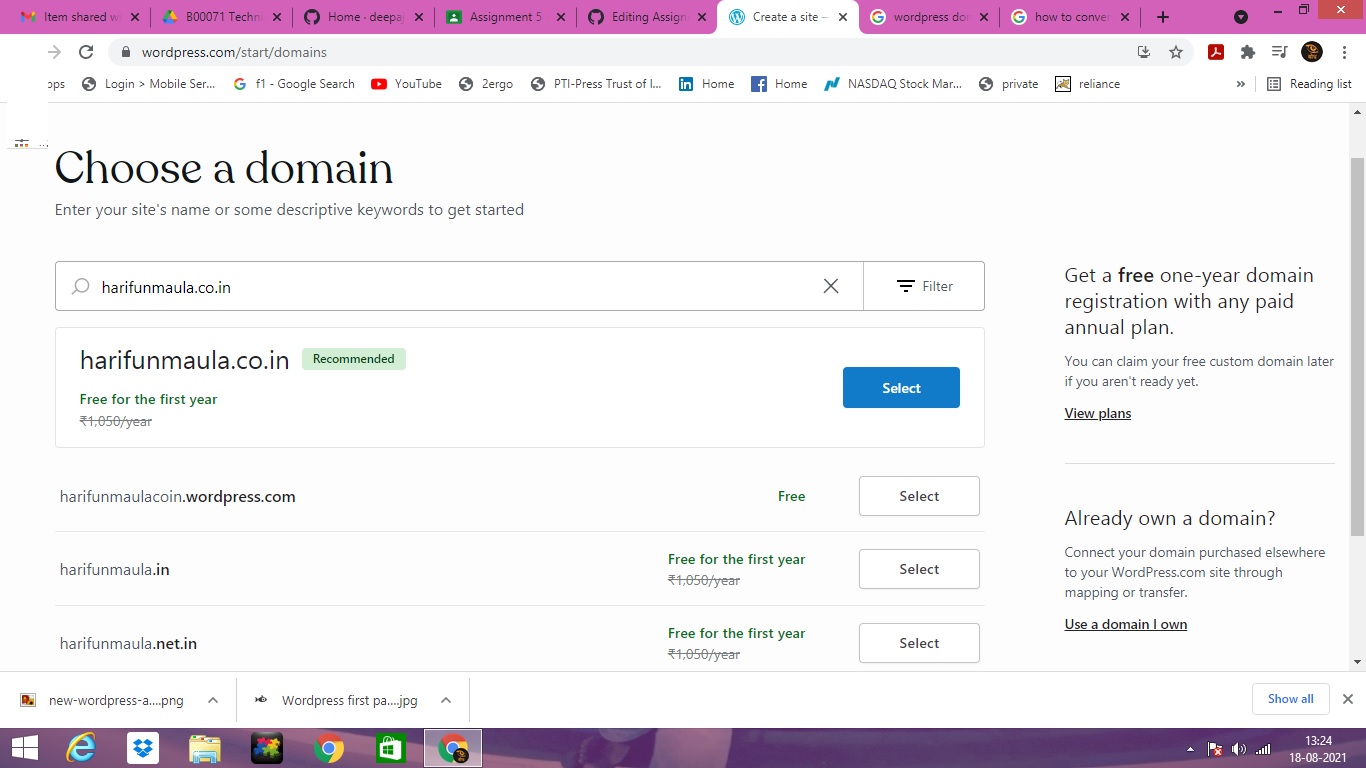 Item shared w
B00071 Techni
Home - deepaj
Assignment 5
Editing Assign
Create a site —
wordpress dom
how to conver
wordpress.com/start/domains
ops
Login > Mobile Ser...
f1 - Google Search
YouTube
2ergo
PTI-Press Trust of I...
Home
Home
NASDAQ Stock Mar...
private
reliance
»
Reading list
Choose a domain
Enter your site's name or some descriptive keywords to get started
harifunmaula.co.in
Filter
harifunmaula.co.in
Recommended
Free for the first year
₹1,050/year
Select
harifunmaulacoin.wordpress.com
Free
Select
harifunmaula.in
Free for the first year
₹1,050/year
Select
harifunmaula.net.in
Free for the first year
₹1,050/year
Select
Get a free one-year domain
registration with any paid
annual plan.
You can claim your free custom domain later
if you aren't ready yet.
View plans
Already own a domain?
Connect your domain purchased elsewhere
to your WordPress.com site through
mapping or transfer.
Use a domain I own
new-wordpress-a....png
Wordpress first pa....jpg
Show all
13:24
18-08-2021